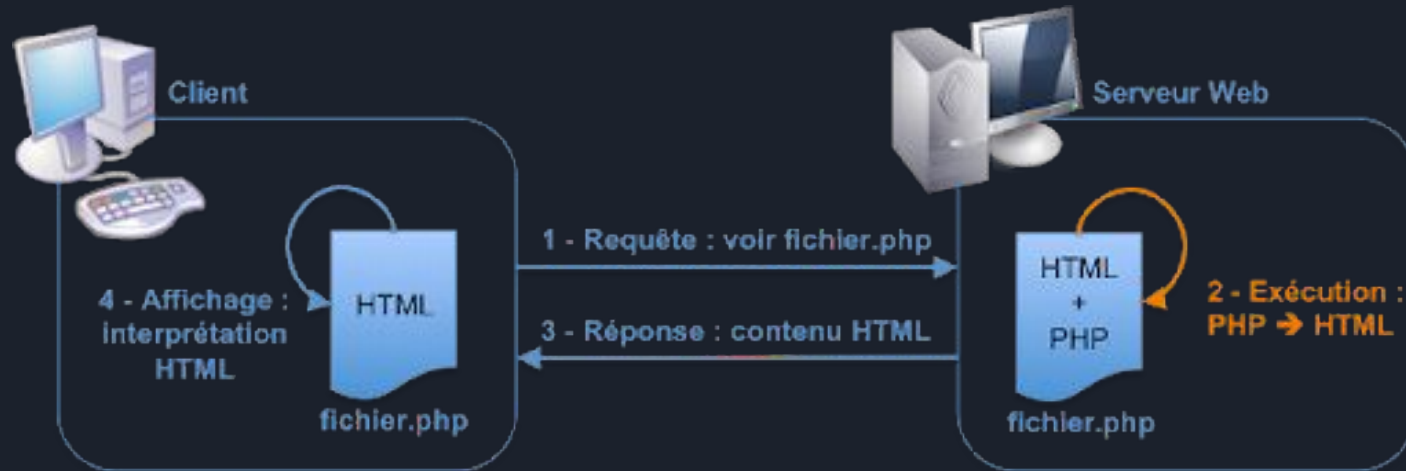 Client
Serveur Web
1 - Requête : voir fichier.php
HTML
+
PHP
2 - Exécution :
PHP ➔ HTML
3 - Réponse : contenu HTML
4 - Affichage :
interprétation
HTML
HTML
fichier.php
fichier.php